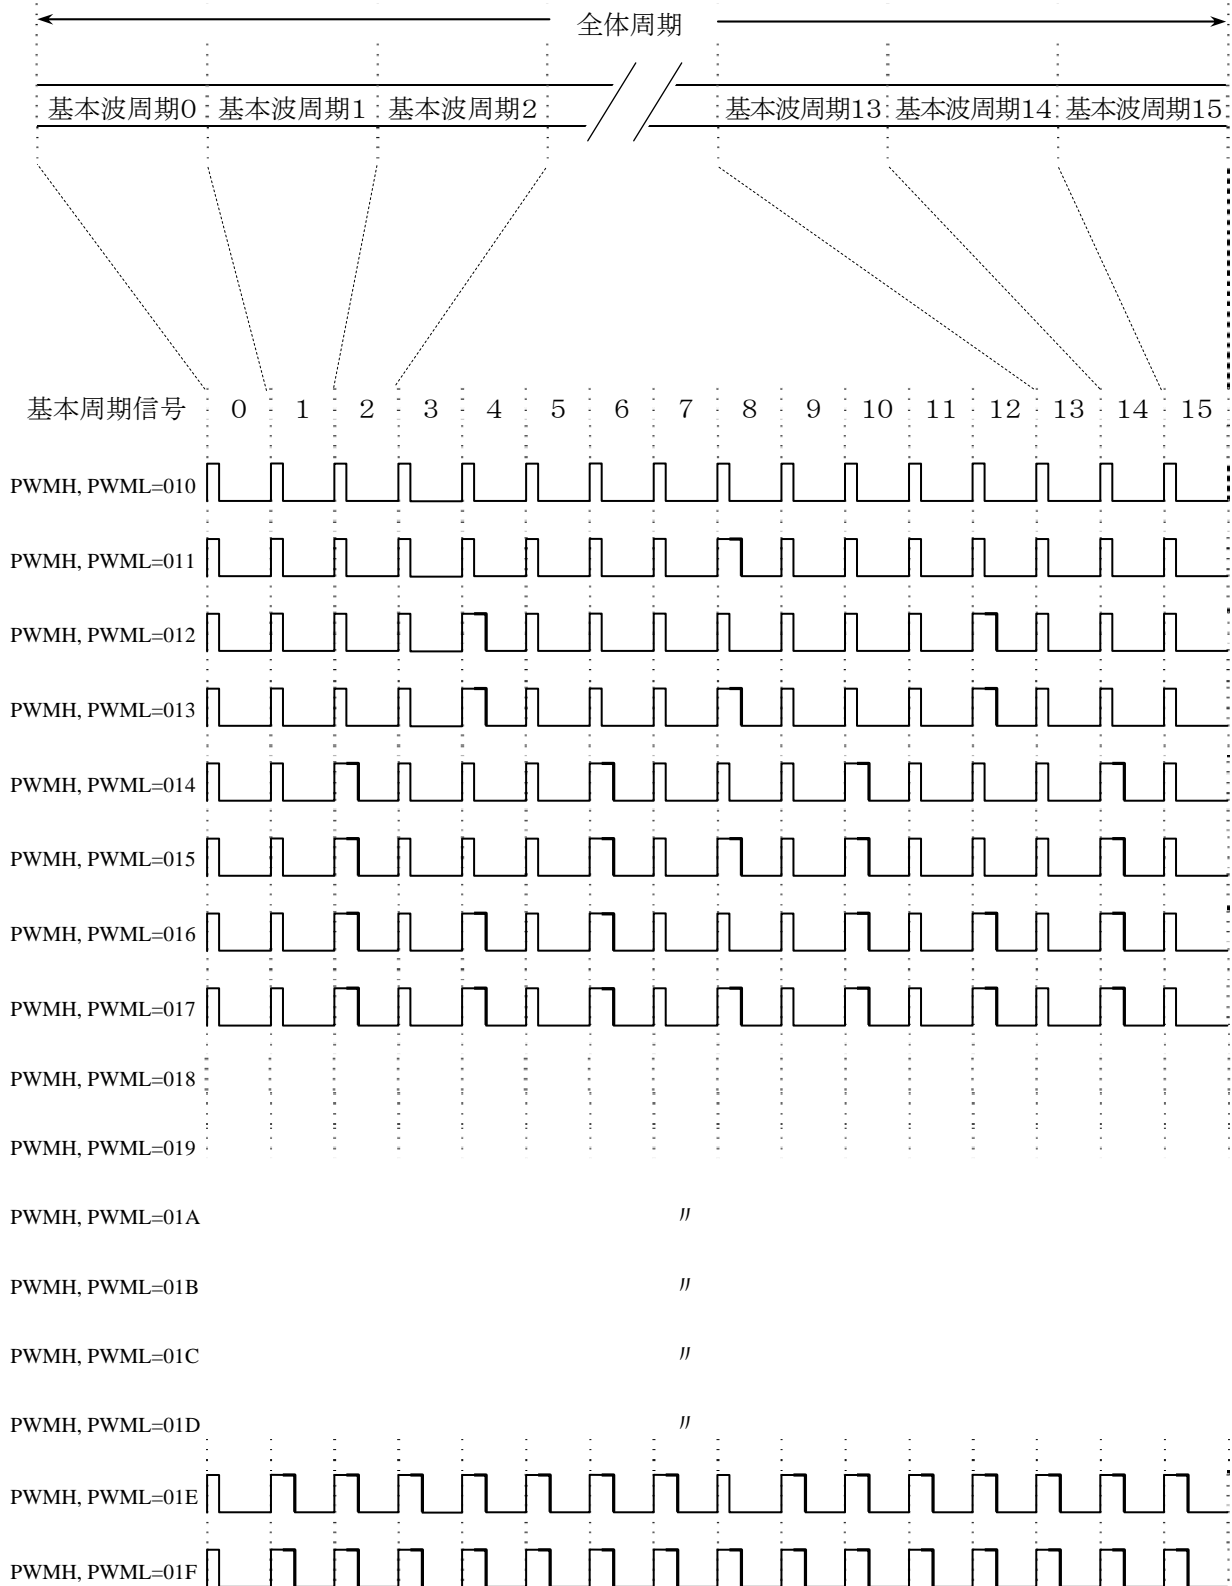 全体周期
基本波周期0 基本波周期1 基本波周期2 基本波周期13 基本波周期14 基本波周期15
基本周期信号 0 1 2 3 4 5 6 7 8 9 10 11 12 13 14 15
PWMH, PWML=010
PWMH, PWML=011
PWMH, PWML=012
PWMH, PWML=013
PWMH, PWML=014
PWMH, PWML=015
PWMH, PWML=016
PWMH, PWML=017
PWMH, PWML=018
PWMH, PWML=019
PWMH, PWML=01A 〃
PWMH, PWML=01B 〃
PWMH, PWML=01C 〃
PWMH, PWML=01D 〃
PWMH, PWML=01E
PWMH, PWML=01F